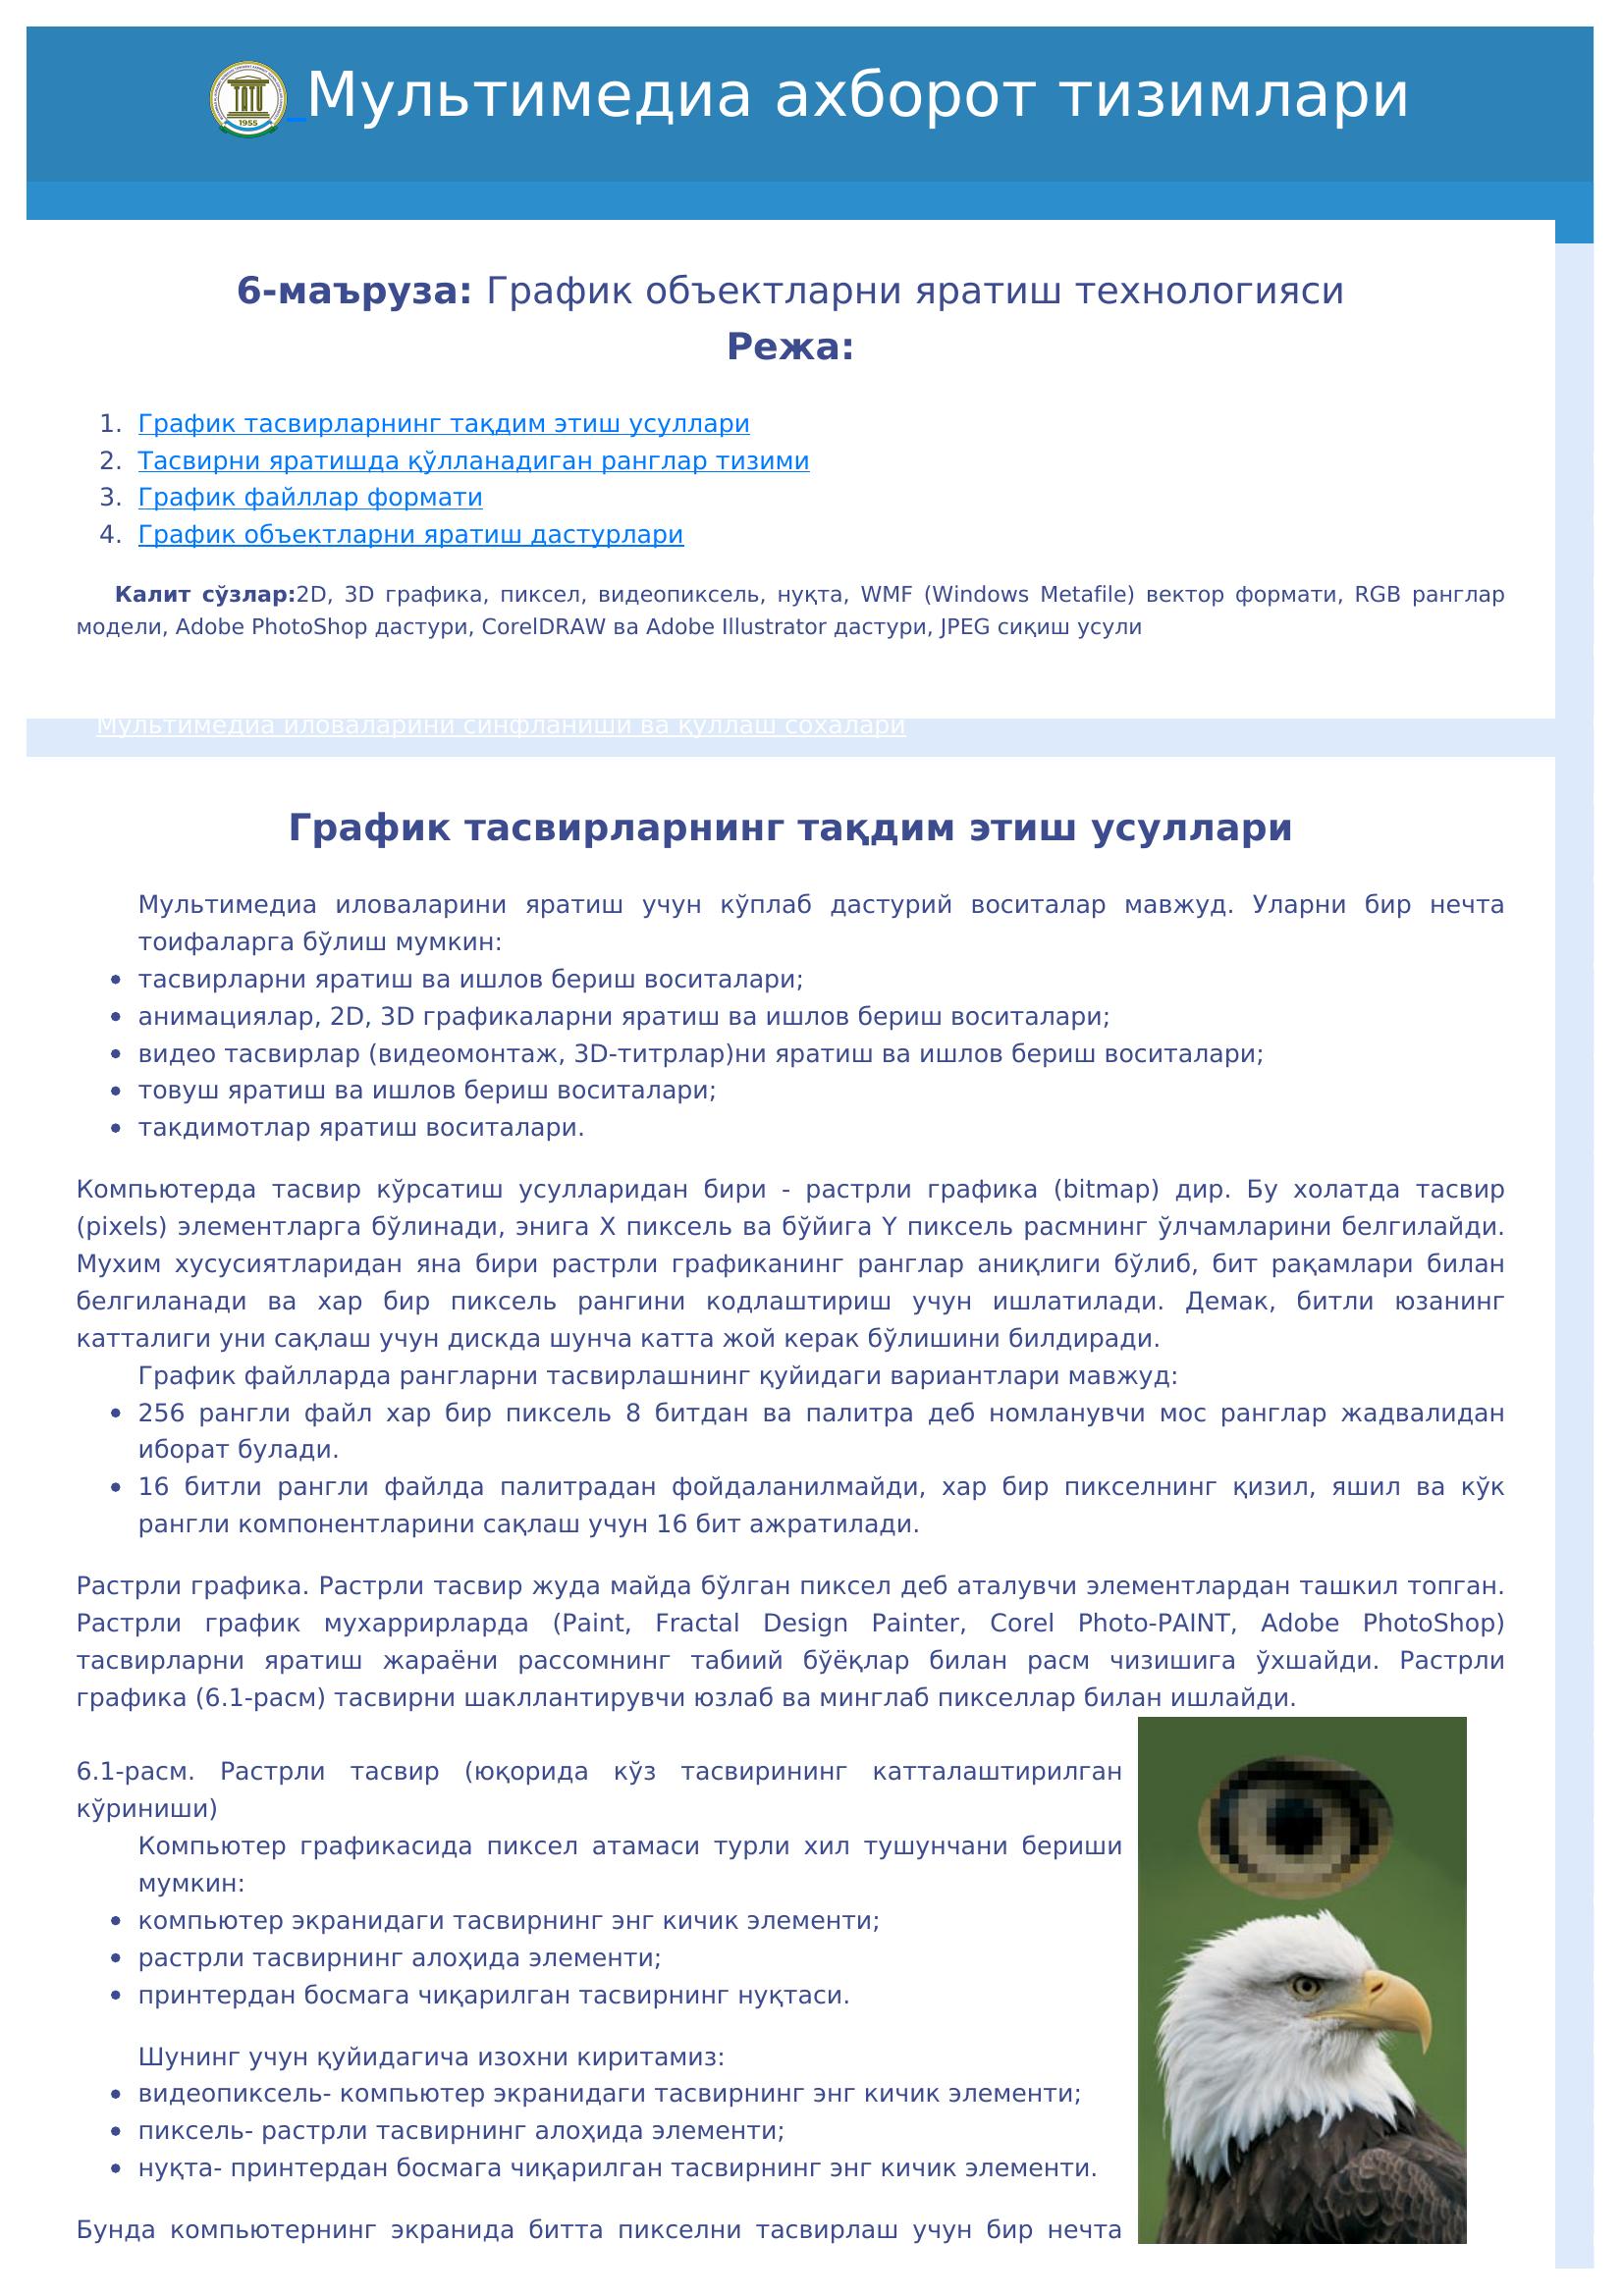 1955
Мультимедиа ахборот тизимлари
6-маъруза: График объектларни яратиш технологияси
Режа:
1. График тасвирларнинг тақдим этиш усуллари
2. Тасвирни яратишда қўлланадиган ранглар тизими
3. График файллар формати
4. График объектларни яратиш дастурлари
Калит сўзлар:2D, 3D графика, пиксел, видеопиксель, нуқта, WMF (Windows Metafile) вектор формати, RGB ранглар
модели, Adobe PhotoShop дастури, CorelDRAW ва Adobe Illustrator дастури, JPEG сиқиш усули
Мультимедиа иловаларини синфланиши ва қўллаш соҳалари
График тасвирларнинг тақдим этиш усуллари
Мультимедиа иловаларини яратиш учун кўплаб дастурий воситалар мавжуд. Уларни бир нечта
тоифаларга бўлиш мумкин:
• тасвирларни яратиш ва ишлов бериш воситалари;
• анимациялар, 2D, 3D графикаларни яратиш ва ишлов бериш воситалари;
• видео тасвирлар (видеомонтаж, 3D-титрлар)ни яратиш ва ишлов бериш воситалари;
• товуш яратиш ва ишлов бериш воситалари;
• такдимотлар яратиш воситалари.
Компьютерда тасвир кўрсатиш усулларидан бири - растрли графика (bitmap) дир. Бу холатда тасвир
(pixels) элементларга бўлинади, энига X пиксель ва бўйига Y пиксель расмнинг ўлчамларини белгилайди.
Мухим хусусиятларидан яна бири растрли графиканинг ранглар аниқлиги бўлиб, бит рақамлари билан
белгиланади ва хар бир пиксель рангини кодлаштириш учун ишлатилади. Демак, битли юзанинг
катталиги уни сақлаш учун дискда шунча катта жой керак бўлишини билдиради.
График файлларда рангларни тасвирлашнинг қуйидаги вариантлари мавжуд:
• 256 рангли файл хар бир пиксель 8 битдан ва палитра деб номланувчи мос ранглар жадвалидан
иборат булади.
• 16 битли рангли файлда палитрадан фойдаланилмайди, хар бир пикселнинг қизил, яшил ва кўк
рангли компонентларини сақлаш учун 16 бит ажратилади.
Растрли графика. Растрли тасвир жуда майда бўлган пиксел деб аталувчи элементлардан ташкил топган.
Растрли график мухаррирларда (Paint, Fractal Design Painter, Corel Photo-PAINT, Adobe PhotoShop)
тасвирларни яратиш жараёни рассомнинг табиий бўёқлар билан расм чизишига ўхшайди. Растрли
графика (6.1-расм) тасвирни шакллантирувчи юзлаб ва минглаб пикселлар билан ишлайди.
6.1-расм. Растрли тасвир (юқорида кўз тасвирининг катталаштирилган
кўриниши)
Компьютер графикасида пиксел атамаси турли хил тушунчани бериши
мумкин:
• компьютер экранидаги тасвирнинг энг кичик элементи;
• растрли тасвирнинг алоҳида элементи;
• принтердан босмага чиқарилган тасвирнинг нуқтаси.
Шунинг учун қуйидагича изохни киритамиз:
• видеопиксель- компьютер экранидаги тасвирнинг энг кичик элементи;
• пиксель- растрли тасвирнинг алоҳида элементи;
• нуқта- принтердан босмага чиқарилган тасвирнинг энг кичик элементи.
Бунда компьютернинг экранида битта пикселни тасвирлаш учун бир нечта